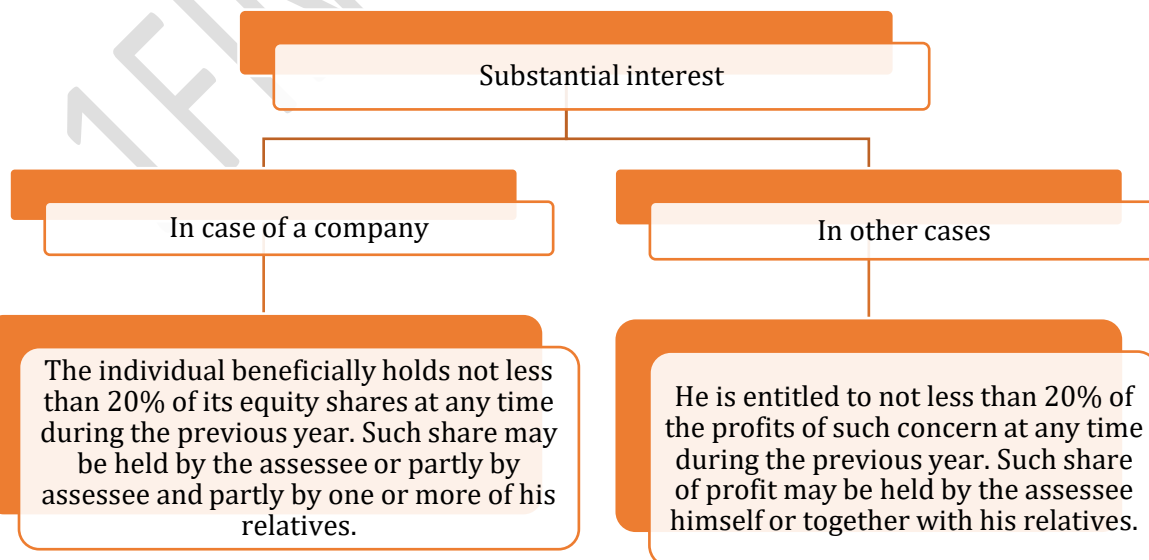 Substantial interest
In case of a company
In other cases
The individual beneficially holds not less
than 20% of its equity shares at any time
during the previous year. Such share may
be held by the assessee or partly by
assessee and partly by one or more of his
relatives.
He is entitled to not less than 20% of
the profits of such concern at any time
during the previous year. Such share
of profit may be held by the assessee
himself or together with his relatives.